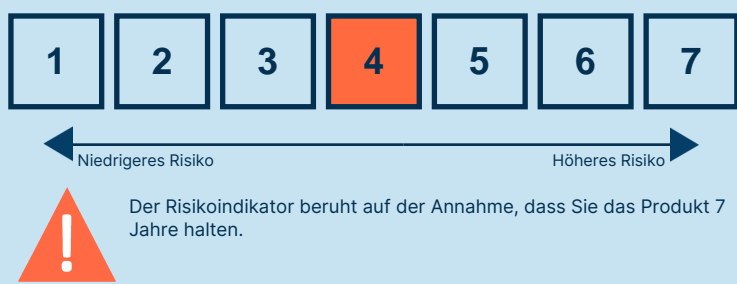 1 2 3 4 5 6 7
Niedrigeres Risiko Höheres Risiko
Der Risikoindikator beruht auf der Annahme, dass Sie das Produkt 7
Jahre halten.